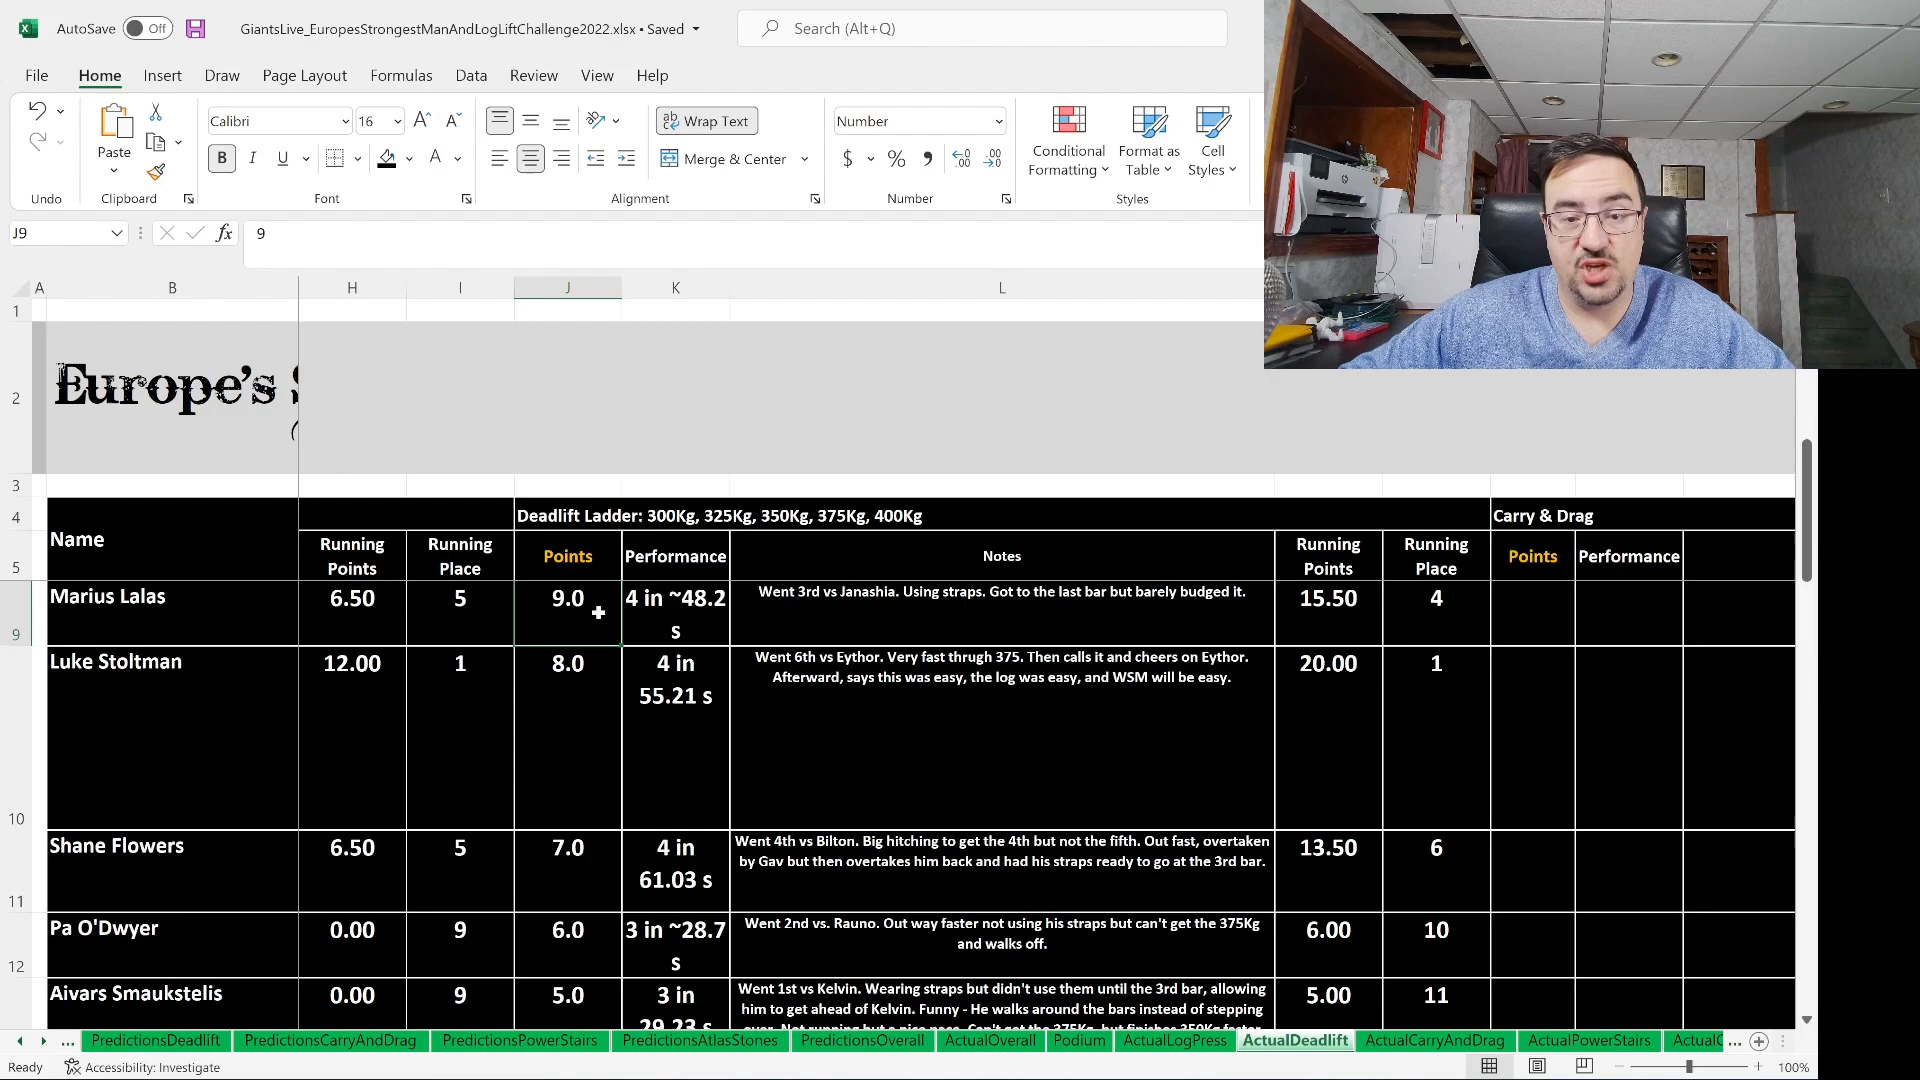 AutoSave Off GiantsLive_EuropesStrongestManAndLogLiftChallenge2022.xlsx • Saved Search (Alt+Q)
File Home Insert Draw Page Layout Formulas Data Review View Help
Calibri 16 Wrap Text Number
Paste B I U A Merge & Center $ % Conditional Formatting Format as Table Cell Styles
Undo Clipboard Font Alignment Number Styles
J9 fx 9
A B H I J K L
1
2 Europe's S
(
3
4 Name Deadlift Ladder: 300Kg, 325Kg, 350Kg, 375Kg, 400Kg Carry & Drag
5 Running Points Running Place Points Performance Notes Running Points Running Place Points Performance
9 Marius Lalas 6.50 5 9.0 4 in ~48.2 s Went 3rd vs Janashia. Using straps. Got to the last bar but barely budged it. 15.50 4
10 Luke Stoltman 12.00 1 8.0 4 in 55.21 s Went 6th vs Eythor. Very fast thrugh 375. Then calls it and cheers on Eythor. Afterward, says this was easy, the log was easy, and WSM will be easy. 20.00 1
11 Shane Flowers 6.50 5 7.0 4 in 61.03 s Went 4th vs Bilton. Big hitching to get the 4th but not the fifth. Out fast, overtaken by Gav but then overtakes him back and had his straps ready to go at the 3rd bar. 13.50 6
12 Pa O'Dwyer 0.00 9 6.0 3 in ~28.7 s Went 2nd vs. Rauno. Out way faster not using his straps but can't get the 375Kg and walks off. 6.00 10
Aivars Smaukstelis 0.00 9 5.0 3 in 29.23 s Went 1st vs Kelvin. Wearing straps but didn't use them until the 3rd bar, allowing him to get ahead of Kelvin. Funny - He walks around the bars instead of stepping 5.00 11
... PredictionsDeadlift PredictionsCarryAndDrag PredictionsPowerStairs PredictionsAtlasStones PredictionsOverall ActualOverall Podium ActualLogPress ActualDeadlift ActualCarryAndDrag ActualPowerStairs ActualC ...
Ready Accessibility: Investigate 100%